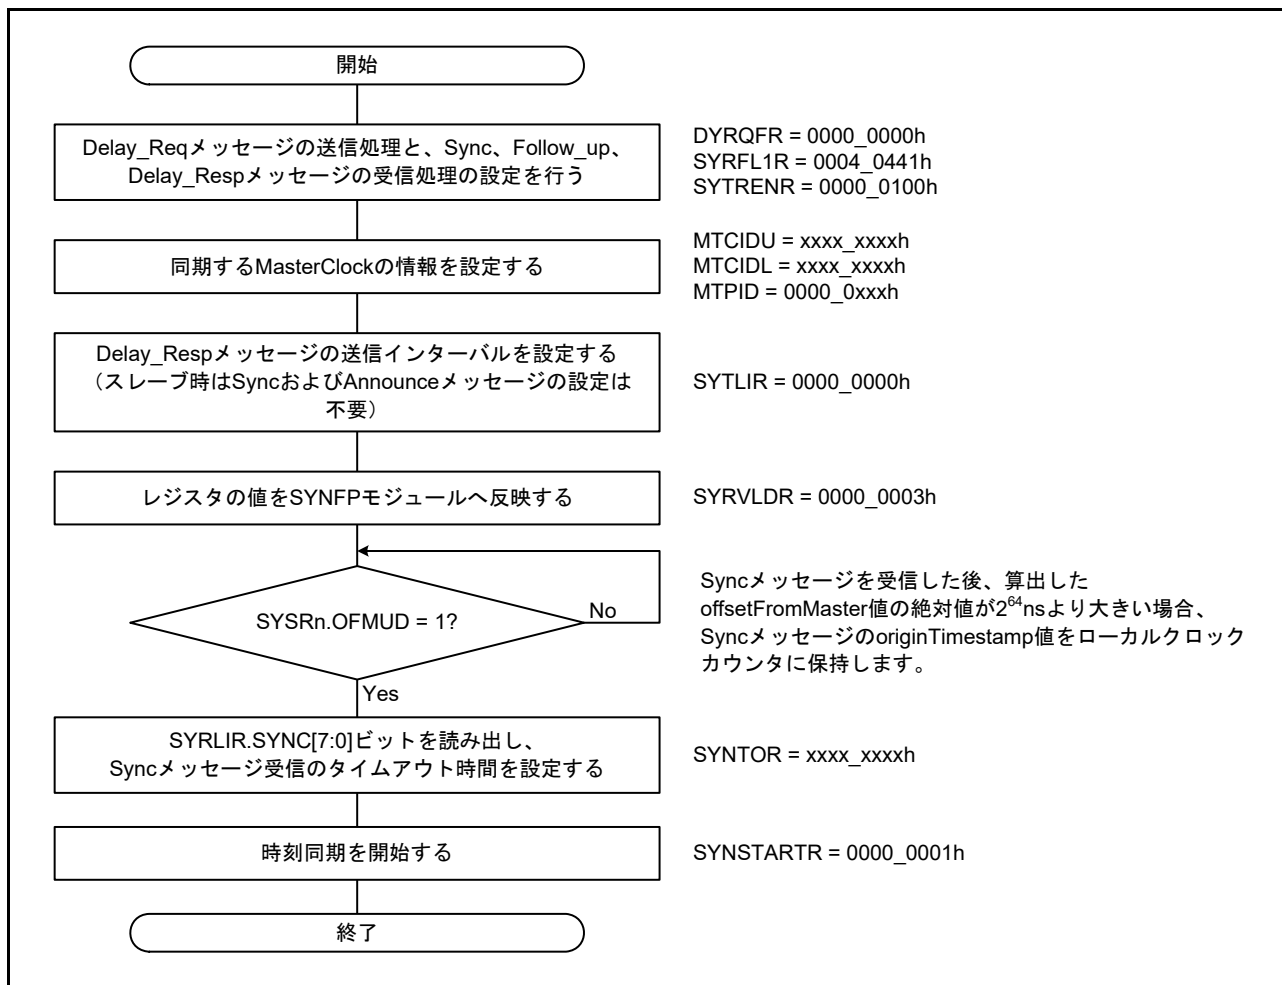 開始
Delay_Reqメッセージの送信処理と、Sync、Follow_up、
Delay_Respメッセージの受信処理の設定を行う
DYRQFR = 0000_0000h
SYRFL1R = 0004_0441h
SYTRENR = 0000_0100h
同期するMasterClockの情報を設定する
MTCIDU = xxxx_xxxxh
MTCIDL = xxxx_xxxxh
MTPID = 0000_0xxxh
Delay_Respメッセージの送信インターバルを設定する
（スレーブ時はSyncおよびAnnounceメッセージの設定は
不要）
SYTLIR = 0000_0000h
レジスタの値をSYNFPモジュールへ反映する
SYRVLDR = 0000_0003h
SYSRn.OFMUD = 1?
No
Yes
Syncメッセージを受信した後、算出した
offsetFromMaster値の絶対値が2^64nsより大きい場合、
SyncメッセージのoriginTimestamp値をローカルクロック
カウンタに保持します。
SYRLIR.SYNC[7:0]ビットを読み出し、
Syncメッセージ受信のタイムアウト時間を設定する
SYNTOR = xxxx_xxxxh
時刻同期を開始する
SYNSTARTR = 0000_0001h
終了